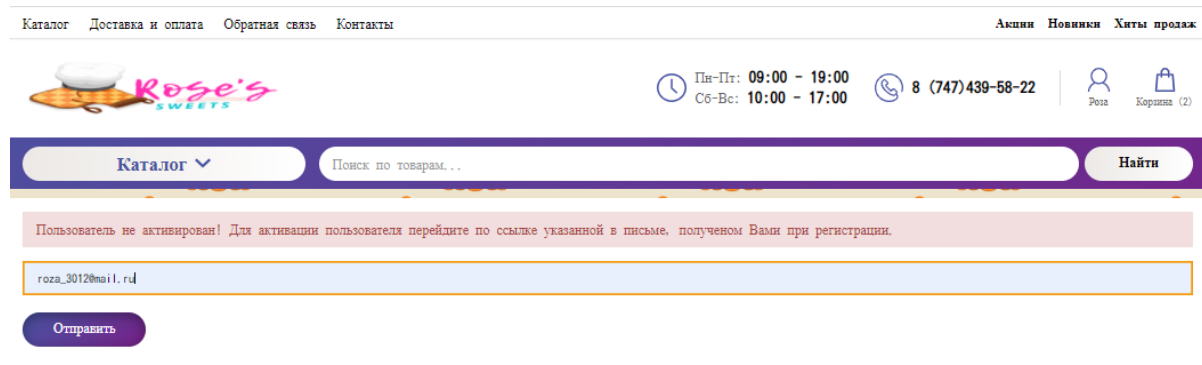 Каталог Доставка и оплата Обратная связь Контакты Акции Новинки Хиты продаж
Rose's
SWEETS
Пн-Пт: 09:00 - 19:00
Сб-Вс: 10:00 - 17:00
8 (747)439-58-22
Роза
Корзина (2)
Каталог
Поиск по товарам...
Найти
Пользователь не активирован! Для активации пользователя перейдите по ссылке указанной в письме, полученом Вами при регистрации.
roza_3012@mail.ru
Отправить